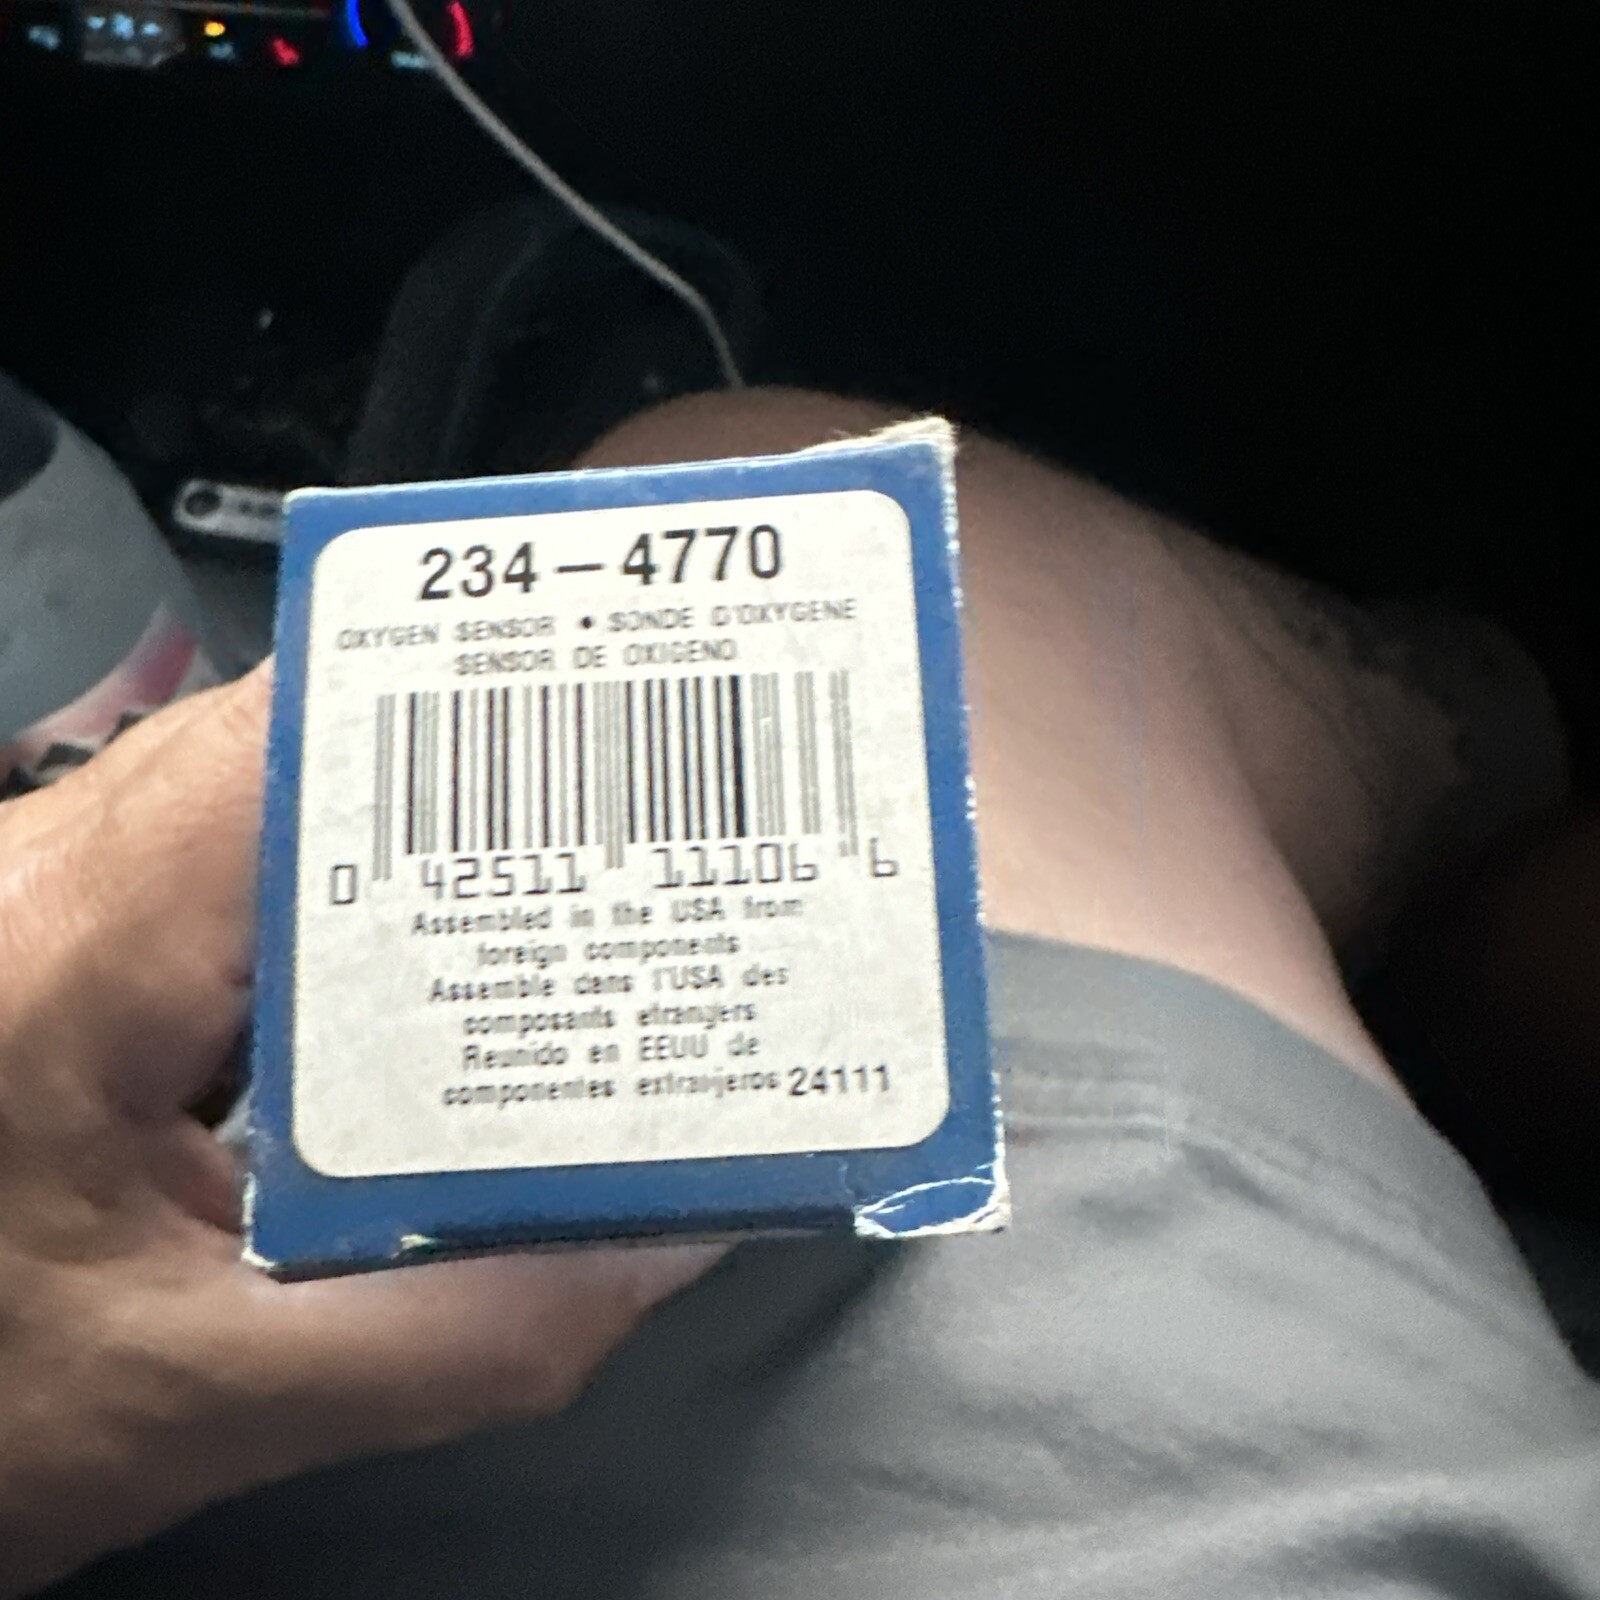 234-4770
OXYGEN SENSOR • SONDE D'OXYGENE
SENSOR DE OXIGENO
0 42511 11106 6
Assembled in the USA from
foreign components
Assemble dans l'USA des
composants etranjers
Reunido en EEUU de
componentes extranjeros 24111